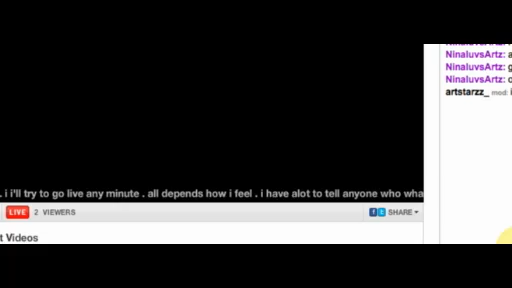 NinaluvsArtz: a
NinaluvsArtz: g
NinaluvsArtz: c
artstarzz_ mod: i
. i i'll try to go live any minute . all depends how i feel . i have alot to tell anyone who wha
LIVE 2 VIEWERS
f t SHARE
t Videos